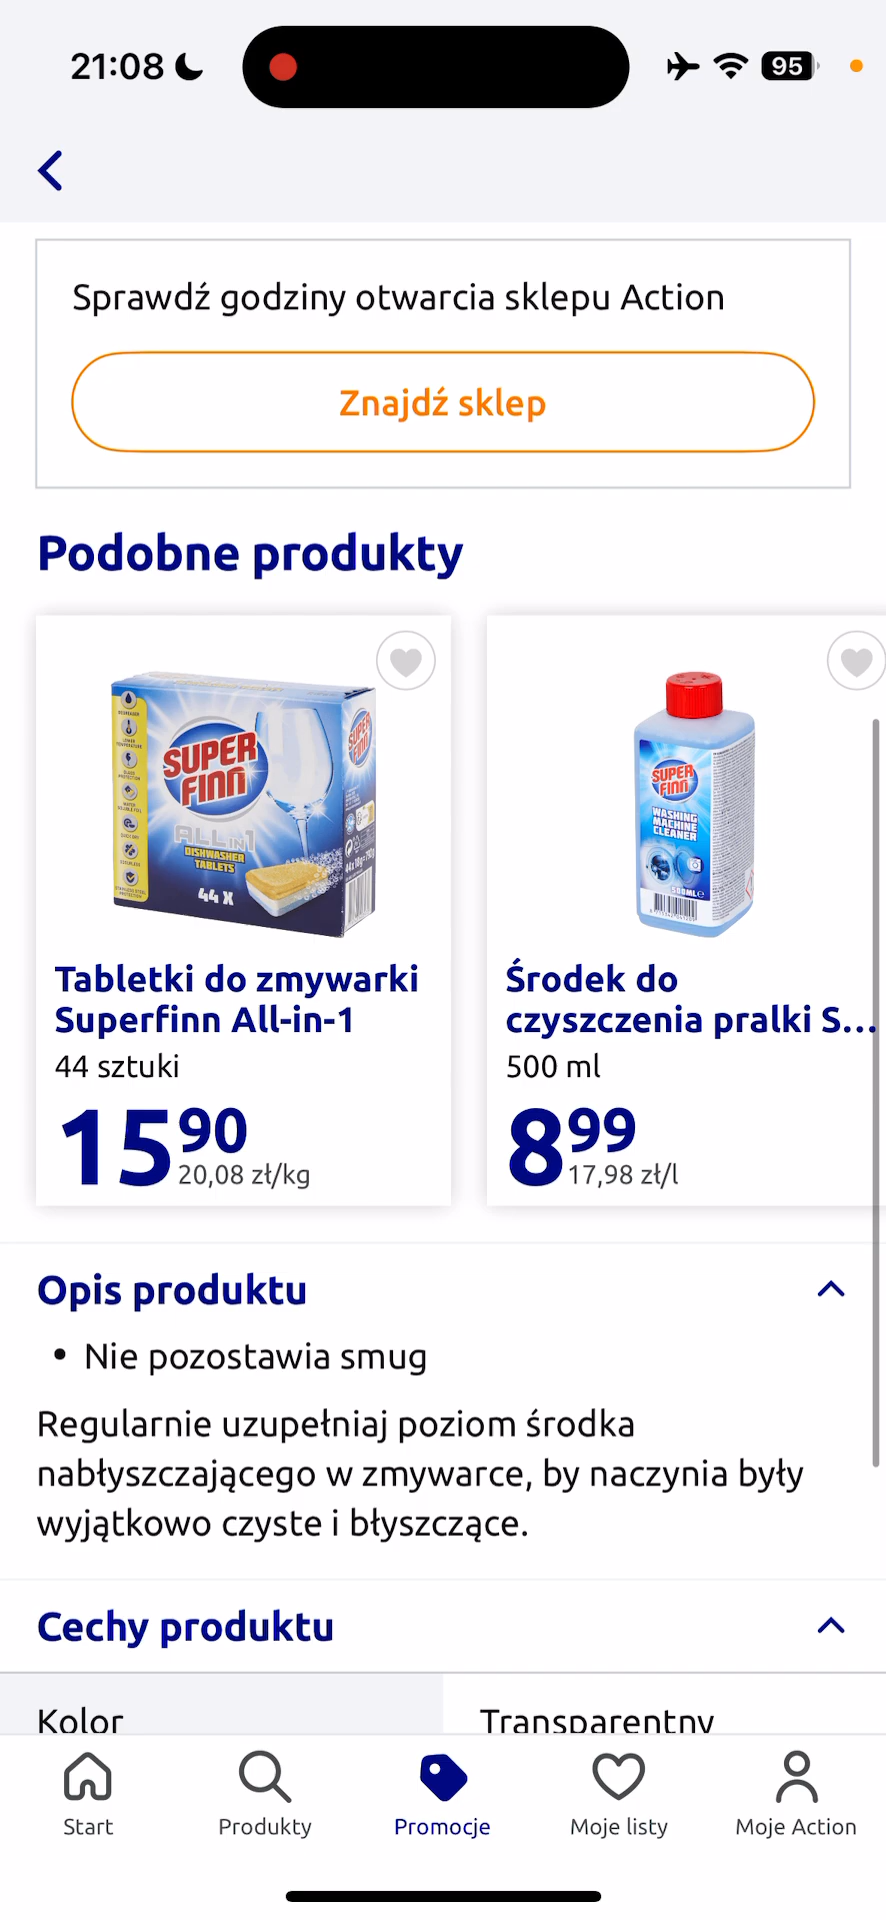 21:08
95
Sprawdź godziny otwarcia sklepu Action
Znajdź sklep
Podobne produkty
SUPER
FINN
ALL in 1
DISHWASHER
TABLETS
44 X
SUPER
FINN
WASHING
MACHINE
CLEANER
500MLe
Tabletki do zmywarki
Superfinn All-in-1
44 sztuki
15 90
20,08 zł/kg
Środek do
czyszczenia pralki S...
500 ml
8 99
17,98 zł/l
Opis produktu
• Nie pozostawia smug
Regularnie uzupełniaj poziom środka
nabłyszczającego w zmywarce, by naczynia były
wyjątkowo czyste i błyszczące.
Cechy produktu
Kolor Transparentny
Start
Produkty
Promocje
Moje listy
Moje Action